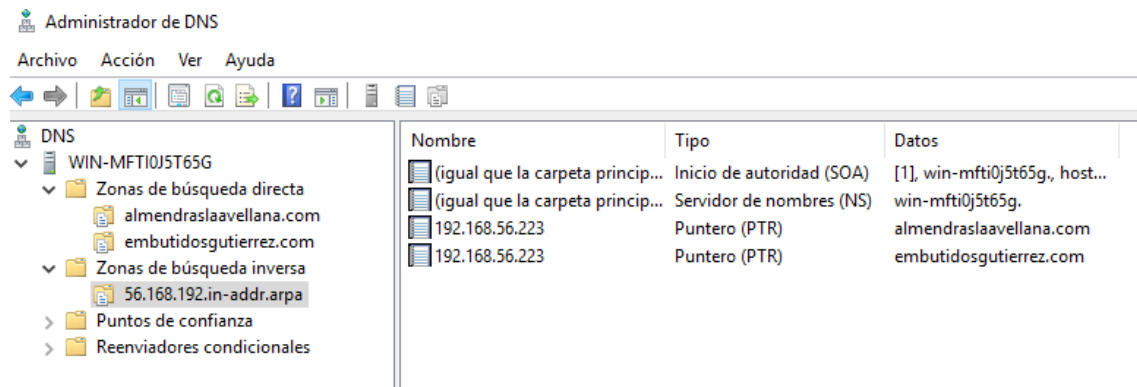 Administrador de DNS
Archivo Acción Ver Ayuda
DNS
WIN-MFTI0J5T65G
Zonas de búsqueda directa
almendraslaavellana.com
embutidosgutierrez.com
Zonas de búsqueda inversa
56.168.192.in-addr.arpa
Puntos de confianza
Reenviadores condicionales
Nombre Tipo Datos
(igual que la carpeta princip... Inicio de autoridad (SOA) [1], win-mfti0j5t65g., host...
(igual que la carpeta princip... Servidor de nombres (NS) win-mfti0j5t65g.
192.168.56.223 Puntero (PTR) almendraslaavellana.com
192.168.56.223 Puntero (PTR) embutidosgutierrez.com